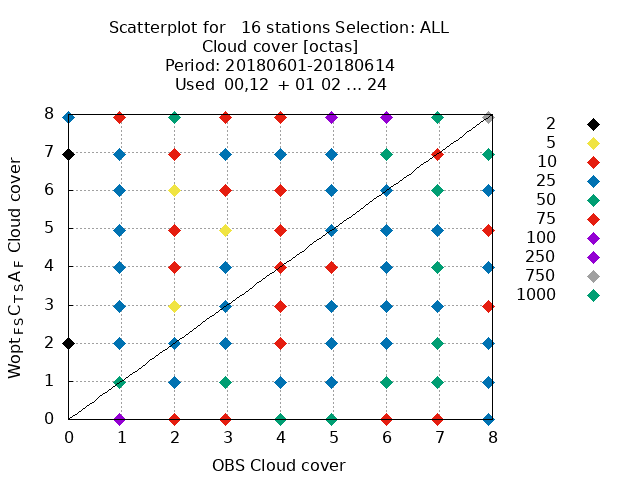 Scatterplot for 16 stations Selection: ALL
Cloud cover [octas]
Period: 20180601-20180614
Used 00,12 + 01 02 ... 24
8
7
6
5
4
3
2
1
0
0 1 2 3 4 5 6 7 8
Wopt FS C T S A F Cloud cover
OBS Cloud cover
2
5
10
25
50
75
100
250
750
1000